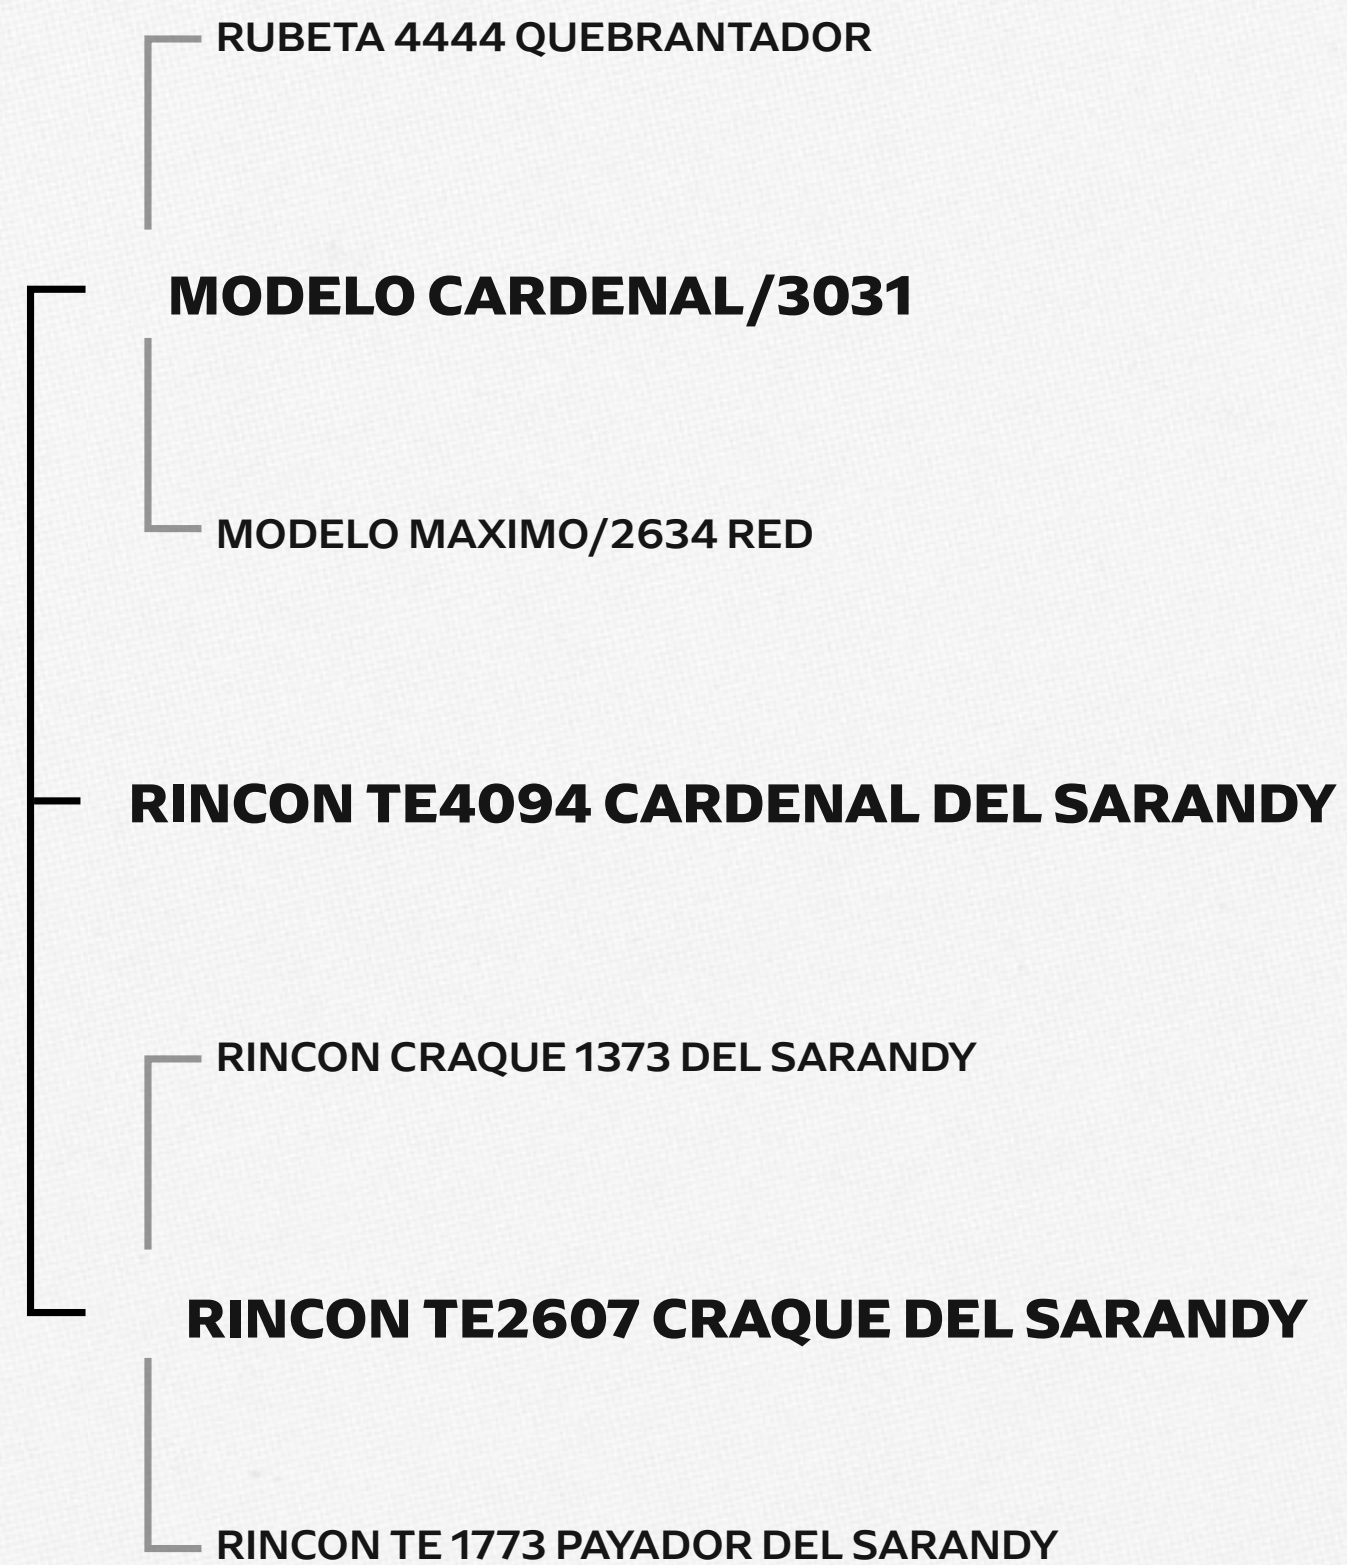 RUBETA 4444 QUEBRANTADOR
MODELO CARDENAL/3031
MODELO MAXIMO/2634 RED
RINCON TE4094 CARDENAL DEL SARANDY
RINCON CRAQUE 1373 DEL SARANDY
RINCON TE2607 CRAQUE DEL SARANDY
RINCON TE 1773 PAYADOR DEL SARANDY